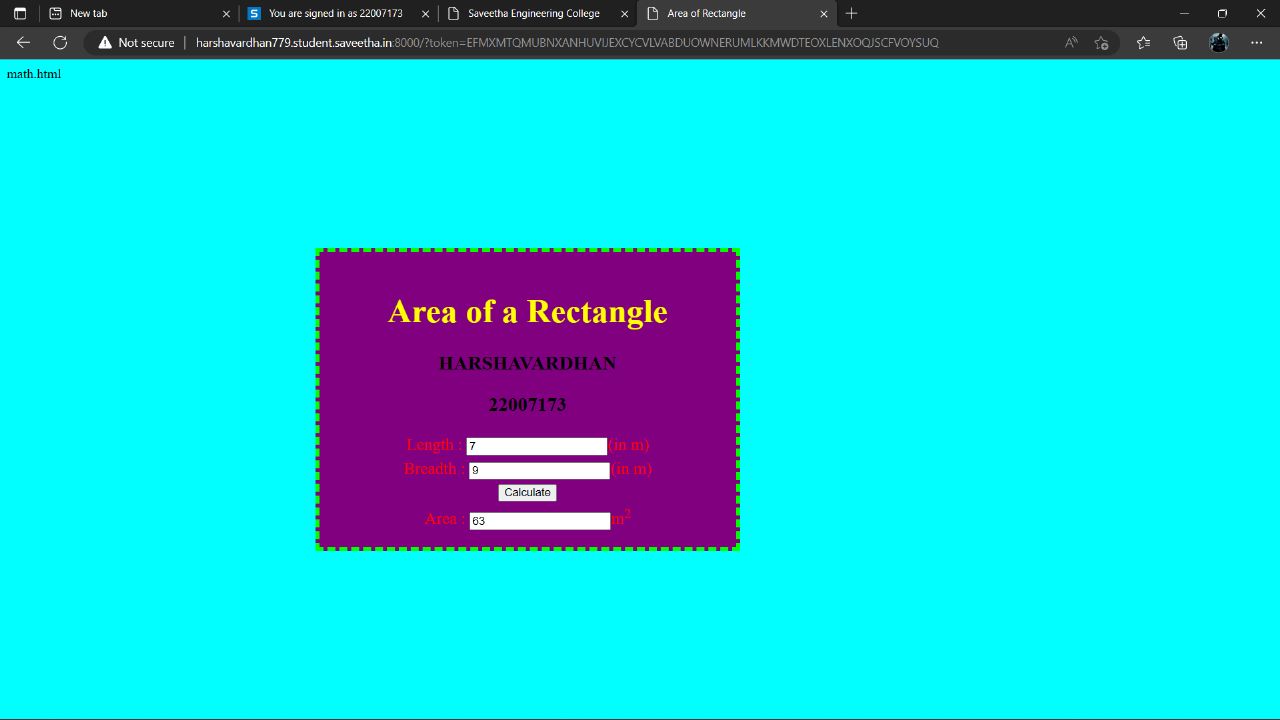 New tab
You are signed in as 22007173
Saveetha Engineering College
Area of Rectangle
Not secure
harshavardhan779.student.saveetha.in:8000/?token=EFMXMTQMUBNXANHUVIJEXCYCVLVABDUOWNERUMLKKMWDTEOXLENXOQJSCFVOYSUQ
math.html
Area of a Rectangle
HARSHAVARDHAN
22007173
Length : 7 (in m)
Breadth : 9 (in m)
Calculate
Area : 63 m²